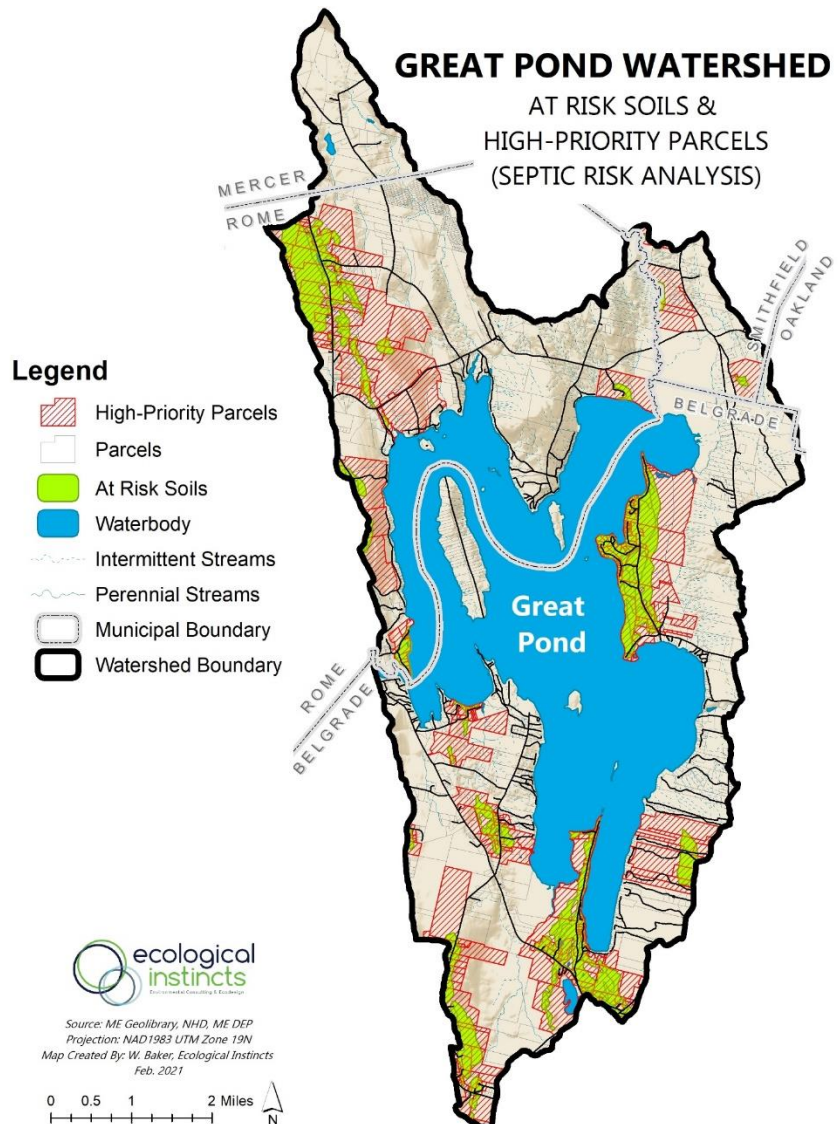 GREAT POND WATERSHED
AT RISK SOILS &
HIGH-PRIORITY PARCELS
(SEPTIC RISK ANALYSIS)
MERCER
ROME
SMITHFIELD
OAKLAND
BELGRADE
Legend
High-Priority Parcels
Parcels
At Risk Soils
Waterbody
Intermittent Streams
Perennial Streams
Municipal Boundary
Watershed Boundary
Great
Pond
ROME
BELGRADE
ecological
instincts
Environmental Consulting & Ecodesign
Source: ME Geolibrary, NHD, ME DEP
Projection: NAD1983 UTM Zone 19N
Map Created By: W. Baker, Ecological Instincts
Feb. 2021
0 0.5 1 2 Miles
N